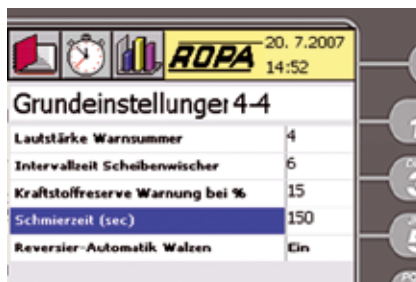 ROPA
20. 7.2007
14:52
Grundeinstellunger 4-4
Lautstärke Warnsummer 4
Intervallzeit Scheibenwischer 6
Kraftstoffreserve Warnung bei % 15
Schmierzeit (sec) 150
Reversier-Automatik Walzen Ein